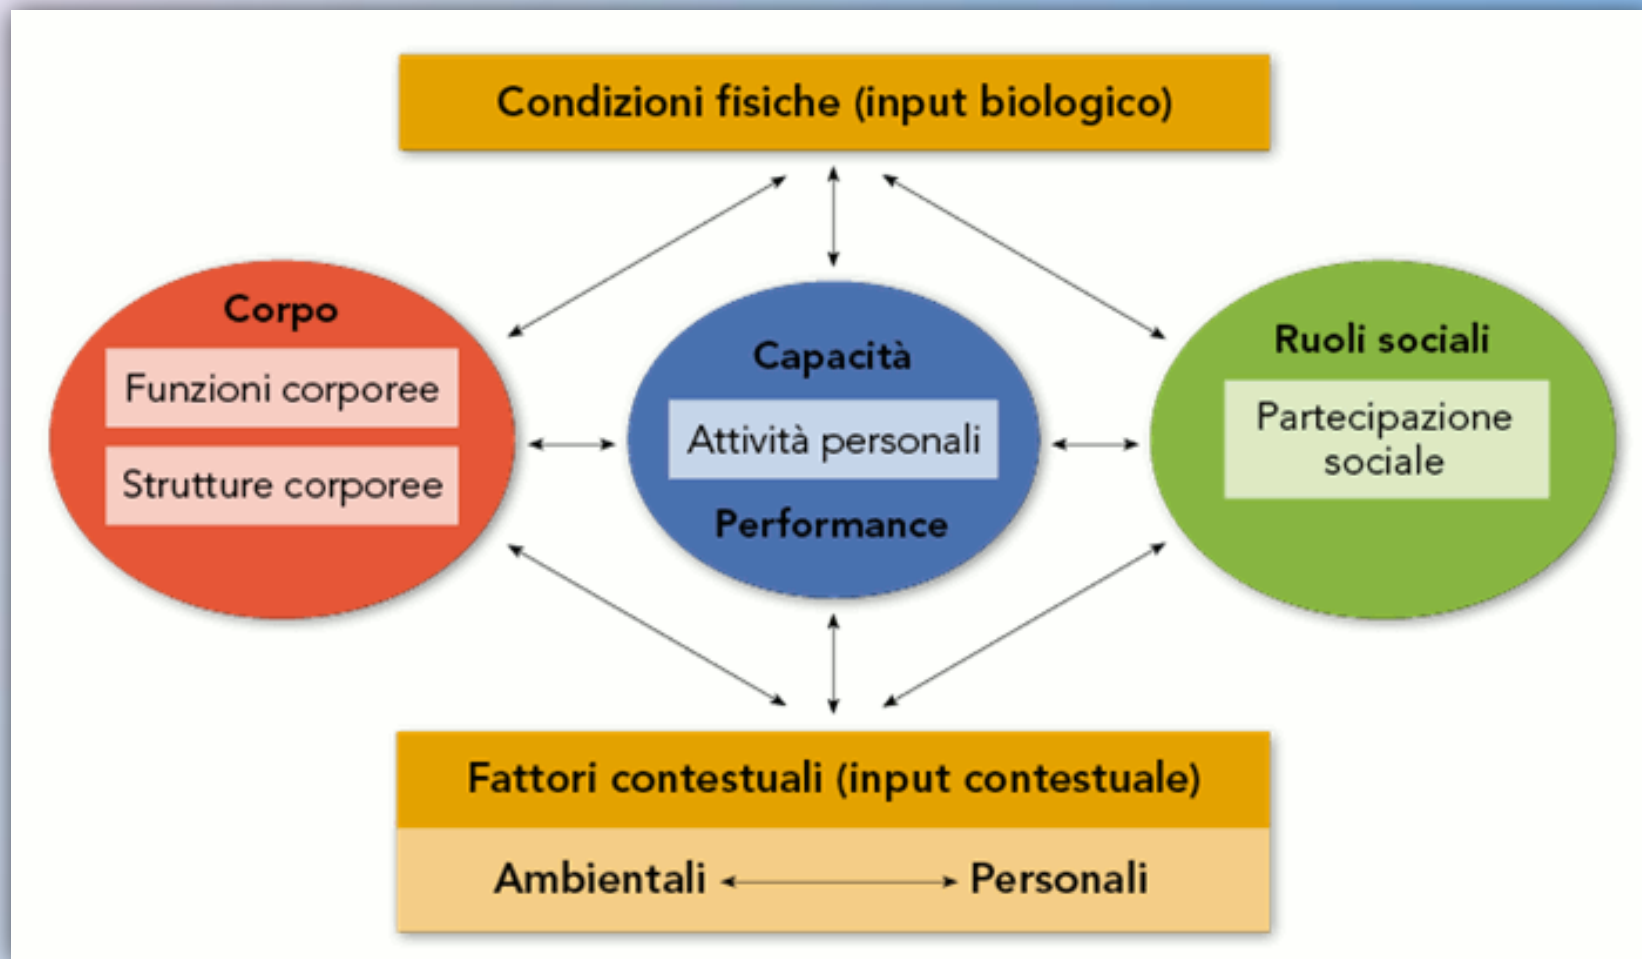 Condizioni fisiche (input biologico)
Corpo
Funzioni corporee
Strutture corporee
Capacità
Attività personali
Performance
Ruoli sociali
Partecipazione
sociale
Fattori contestuali (input contestuale)
Ambientali
Personali